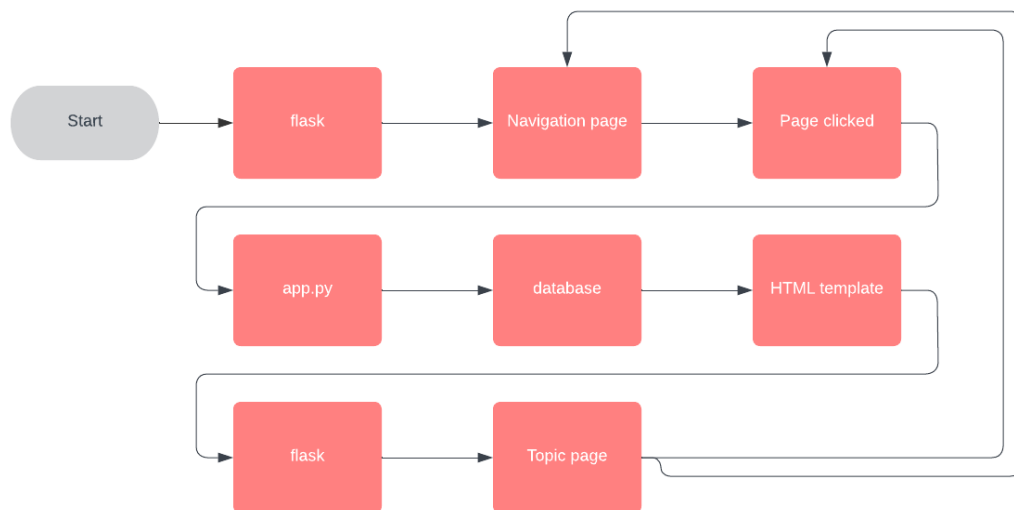 Start
flask
Navigation page
Page clicked
app.py
database
HTML template
flask
Topic page